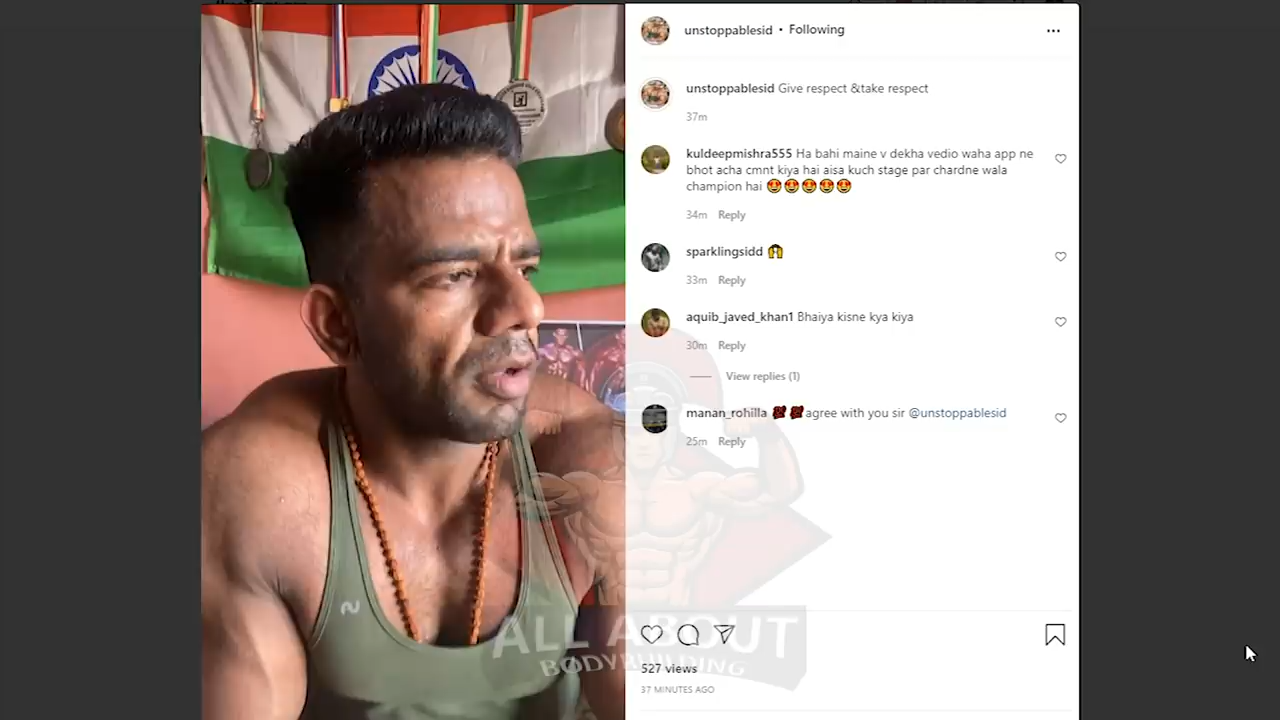 unstoppablesid • Following
unstoppablesid Give respect &take respect
37m
kuldeepmishra555 Ha bahi maine v dekha vedio waha app ne
bhot acha cmnt kiya hai aisa kuch stage par chardne wala
champion hai 🤩🤩🤩🤩🤩
34m Reply
sparklingsidd 🙌
33m Reply
aquib_javed_khan1 Bhaiya kisne kya kiya
30m Reply
View replies (1)
manan_rohilla 💯 💯 agree with you sir @unstoppablesid
25m Reply
ALL ABOUT
BODYBUILDING
527 views
37 MINUTES AGO